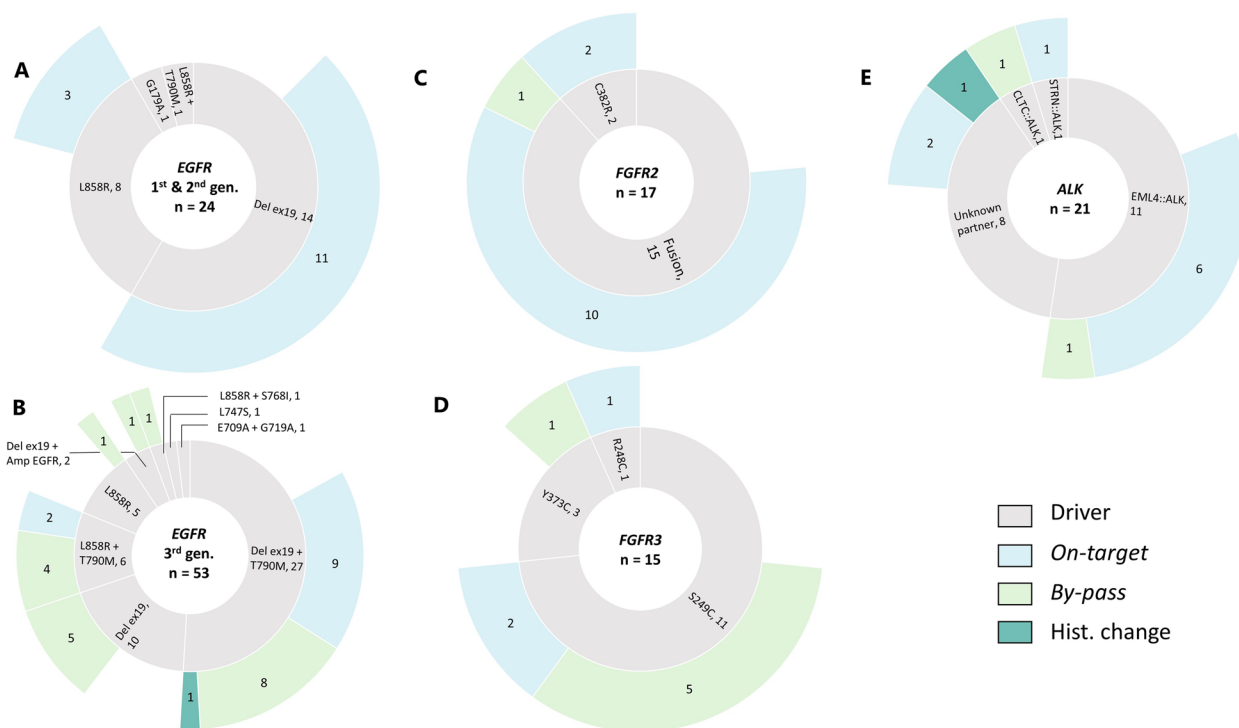 A
3
G179A, 1
T790M, 1
L858R +
L858R, 8
EGFR
1st & 2nd gen.
n = 24
Del ex19, 14
11
B
Del ex19 +
Amp EGFR, 2
1
1
1
L858R + S768I, 1
L747S, 1
E709A + G719A, 1
L858R, 5
2
L858R +
T790M, 6
4
5
Del ex19,
10
EGFR
3rd gen.
n = 53
Del ex19 +
T790M, 27
9
8
1
C
2
1
C382R, 2
FGFR2
n = 17
Fusion,
15
10
D
1
1
R248C, 1
Y373C, 3
FGFR3
n = 15
S249C, 11
2
5
E
1
1
1
2
CLTC::ALK,1
STRN::ALK,1
ALK
n = 21
Unknown
partner, 8
EML4::ALK,
11
6
1
Driver
On-target
By-pass
Hist. change